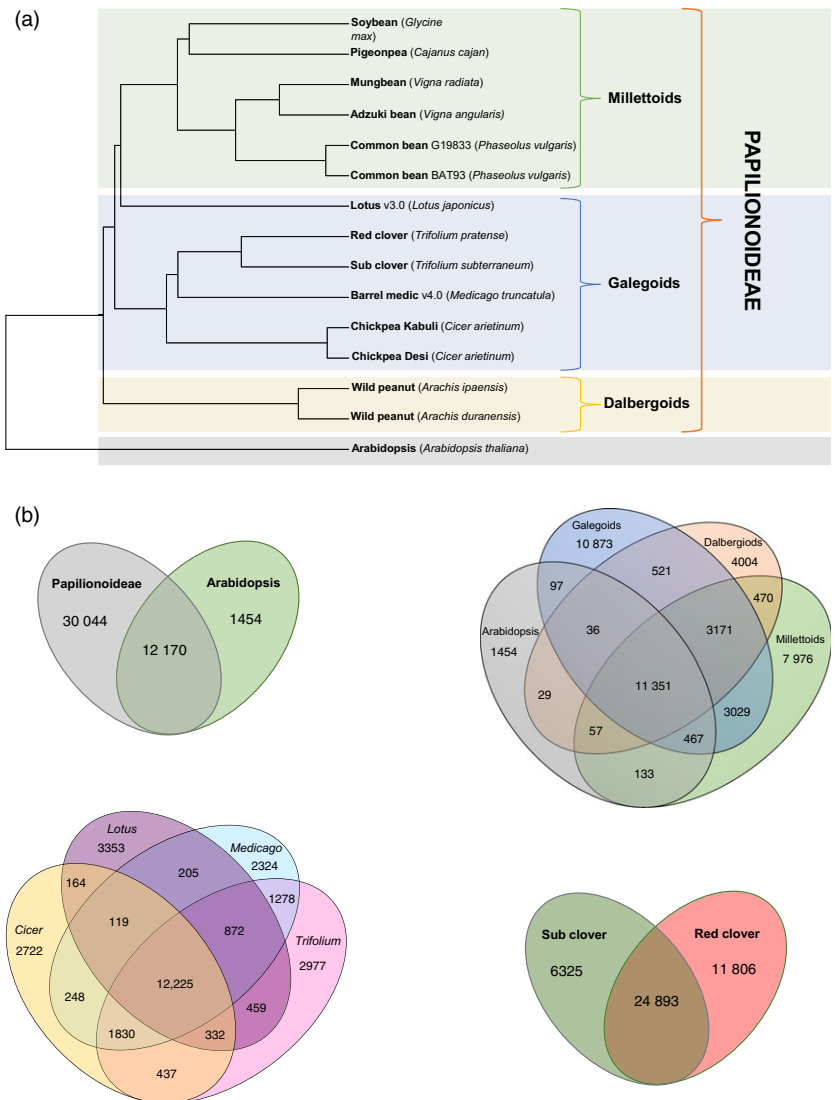 (a)
Soybean (Glycine
max)
Pigeonpea (Cajanus cajan)
Mungbean (Vigna radiata)
Adzuki bean (Vigna angularis)
Common bean G19833 (Phaseolus vulgaris)
Common bean BAT93 (Phaseolus vulgaris)
Millettoids
Lotus v3.0 (Lotus japonicus)
Red clover (Trifolium pratense)
Sub clover (Trifolium subterraneum)
Barrel medic v4.0 (Medicago truncatula)
Chickpea Kabuli (Cicer arietinum)
Chickpea Desi (Cicer arietinum)
Galegoids
Wild peanut (Arachis ipaensis)
Wild peanut (Arachis duranensis)
Dalbergoids
PAPILIONOIDEAE
Arabidopsis (Arabidopsis thaliana)
(b)
Papilionoideae
30 044
12 170
Arabidopsis
1454
Galegoids
10 873
Dalbergiods
4004
97
521
470
Arabidopsis
1454
36
3171
Millettoids
7 976
29
11 351
57
467
3029
133
Lotus
3353
Medicago
2324
164
205
1278
119
872
Cicer
2722
Trifolium
2977
248
12,225
459
1830
332
437
Sub clover
6325
24 893
Red clover
11 806